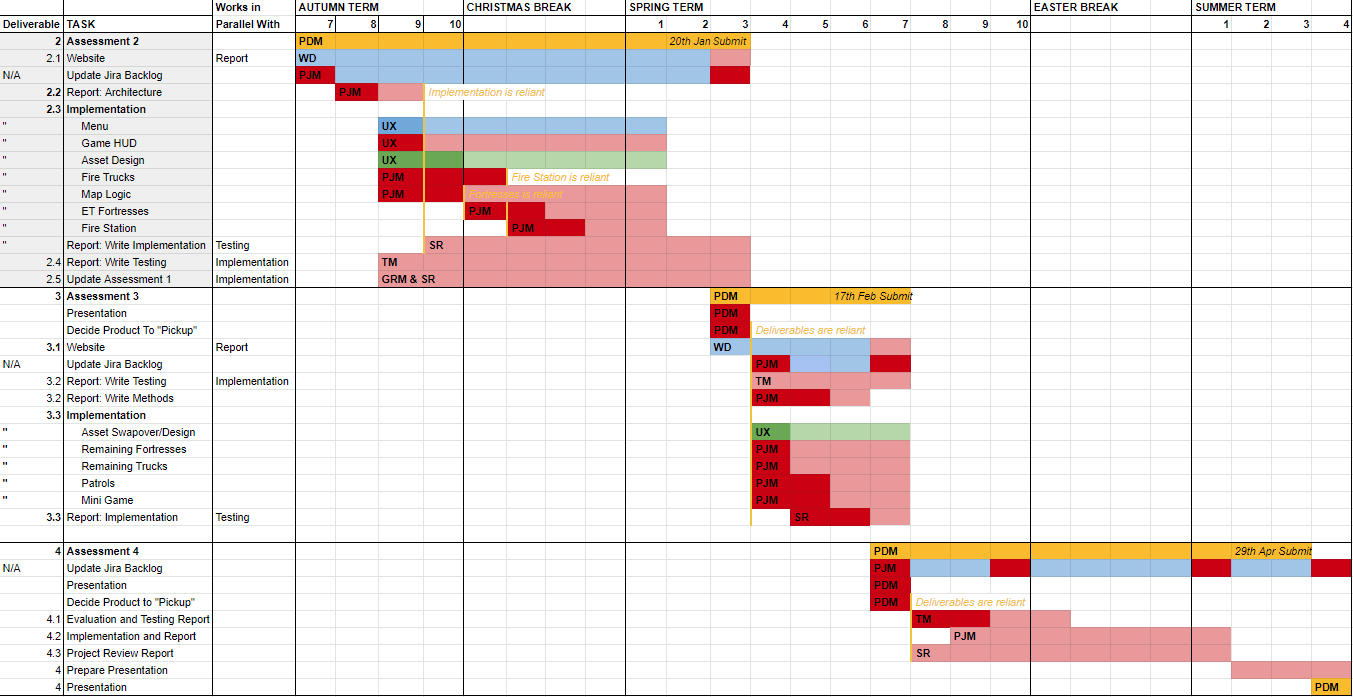 Works in AUTUMN TERM CHRISTMAS BREAK SPRING TERM EASTER BREAK SUMMER TERM
Deliverable TASK Parallel With 7 8 9 10 1 2 3 4 5 6 7 8 9 10 1 2 3 4
2 Assessment 2 PDM 20th Jan Submit
2.1 Website Report WD
N/A Update Jira Backlog PJM
2.2 Report: Architecture PJM Implementation is reliant
2.3 Implementation
" Menu UX
" Game HUD UX
" Asset Design UX
" Fire Trucks PJM Fire Station is reliant
" Map Logic PJM Fortresses is reliant
" ET Fortresses PJM
" Fire Station PJM
" Report: Write Implementation Testing SR
2.4 Report: Write Testing Implementation TM
2.5 Update Assessment 1 Implementation GRM & SR
3 Assessment 3 PDM 17th Feb Submit
Presentation PDM
Decide Product To "Pickup" PDM Deliverables are reliant
3.1 Website Report WD
N/A Update Jira Backlog PJM
3.2 Report: Write Testing Implementation TM
3.2 Report: Write Methods PJM
3.3 Implementation
" Asset Swapover/Design UX
" Remaining Fortresses PJM
" Remaining Trucks PJM
" Patrols PJM
" Mini Game PJM
3.3 Report: Implementation Testing SR
4 Assessment 4 PDM 29th Apr Submit
N/A Update Jira Backlog PJM
Presentation PDM
Decide Product to "Pickup" PDM Deliverables are reliant
4.1 Evaluation and Testing Report TM
4.2 Implementation and Report PJM
4.3 Project Review Report SR
4 Prepare Presentation
4 Presentation PDM